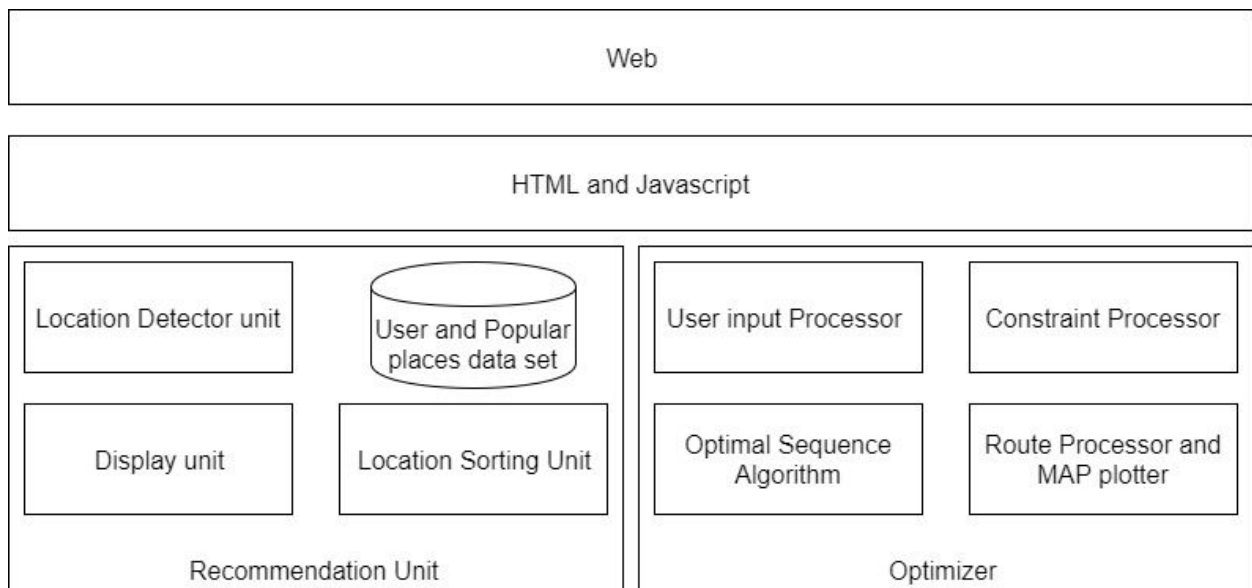 Web
HTML and Javascript
Location Detector unit
User and Popular
places data set
Display unit
Location Sorting Unit
Recommendation Unit
User input Processor
Constraint Processor
Optimal Sequence
Algorithm
Route Processor and
MAP plotter
Optimizer